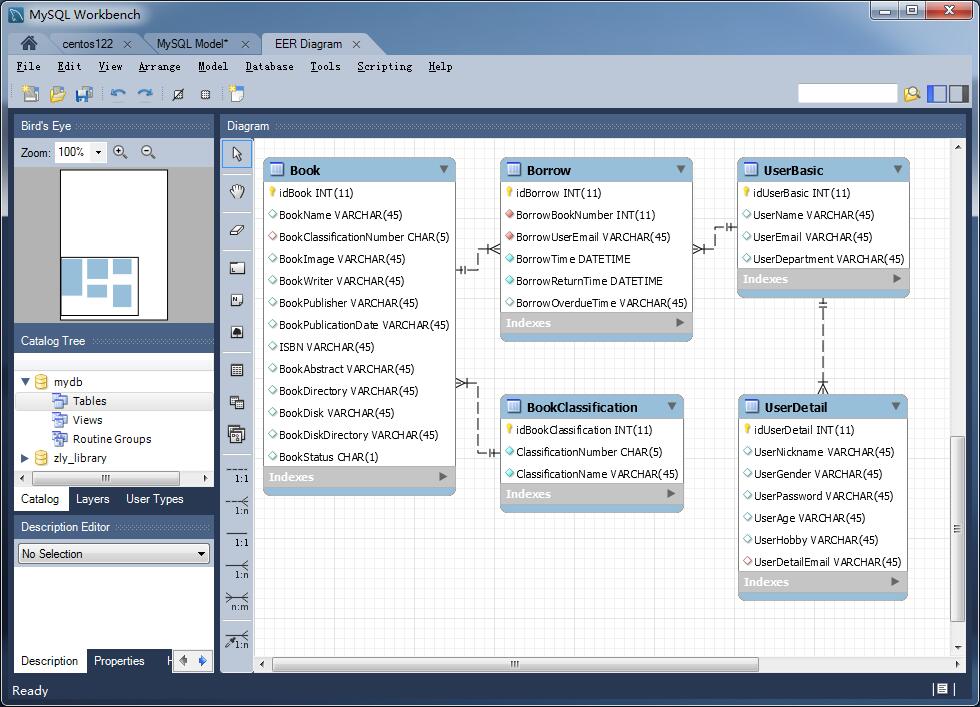 MySQL Workbench
centos122
MySQL Model*
EER Diagram
File Edit View Arrange Model Database Tools Scripting Help
Bird's Eye
Zoom: 100%
Catalog Tree
mydb
Tables
Views
Routine Groups
zly_library
Catalog Layers User Types
Description Editor
No Selection
Description Properties H
Diagram
1:1
1:n
1:1
1:n
n:m
1:n
Book
idBook INT(11)
BookName VARCHAR(45)
BookClassificationNumber CHAR(5)
BookImage VARCHAR(45)
BookWriter VARCHAR(45)
BookPublisher VARCHAR(45)
BookPublicationDate VARCHAR(45)
ISBN VARCHAR(45)
BookAbstract VARCHAR(45)
BookDirectory VARCHAR(45)
BookDisk VARCHAR(45)
BookDiskDirectory VARCHAR(45)
BookStatus CHAR(1)
Indexes
Borrow
idBorrow INT(11)
BorrowBookNumber INT(11)
BorrowUserEmail VARCHAR(45)
BorrowTime DATETIME
BorrowReturnTime DATETIME
BorrowOverdueTime VARCHAR(45)
Indexes
UserBasic
idUserBasic INT(11)
UserName VARCHAR(45)
UserEmail VARCHAR(45)
UserDepartment VARCHAR(45)
Indexes
BookClassification
idBookClassification INT(11)
ClassificationNumber CHAR(5)
ClassificationName VARCHAR(45)
Indexes
UserDetail
idUserDetail INT(11)
UserNickname VARCHAR(45)
UserGender VARCHAR(45)
UserPassword VARCHAR(45)
UserAge VARCHAR(45)
UserHobby VARCHAR(45)
UserDetailEmail VARCHAR(45)
Indexes
Ready